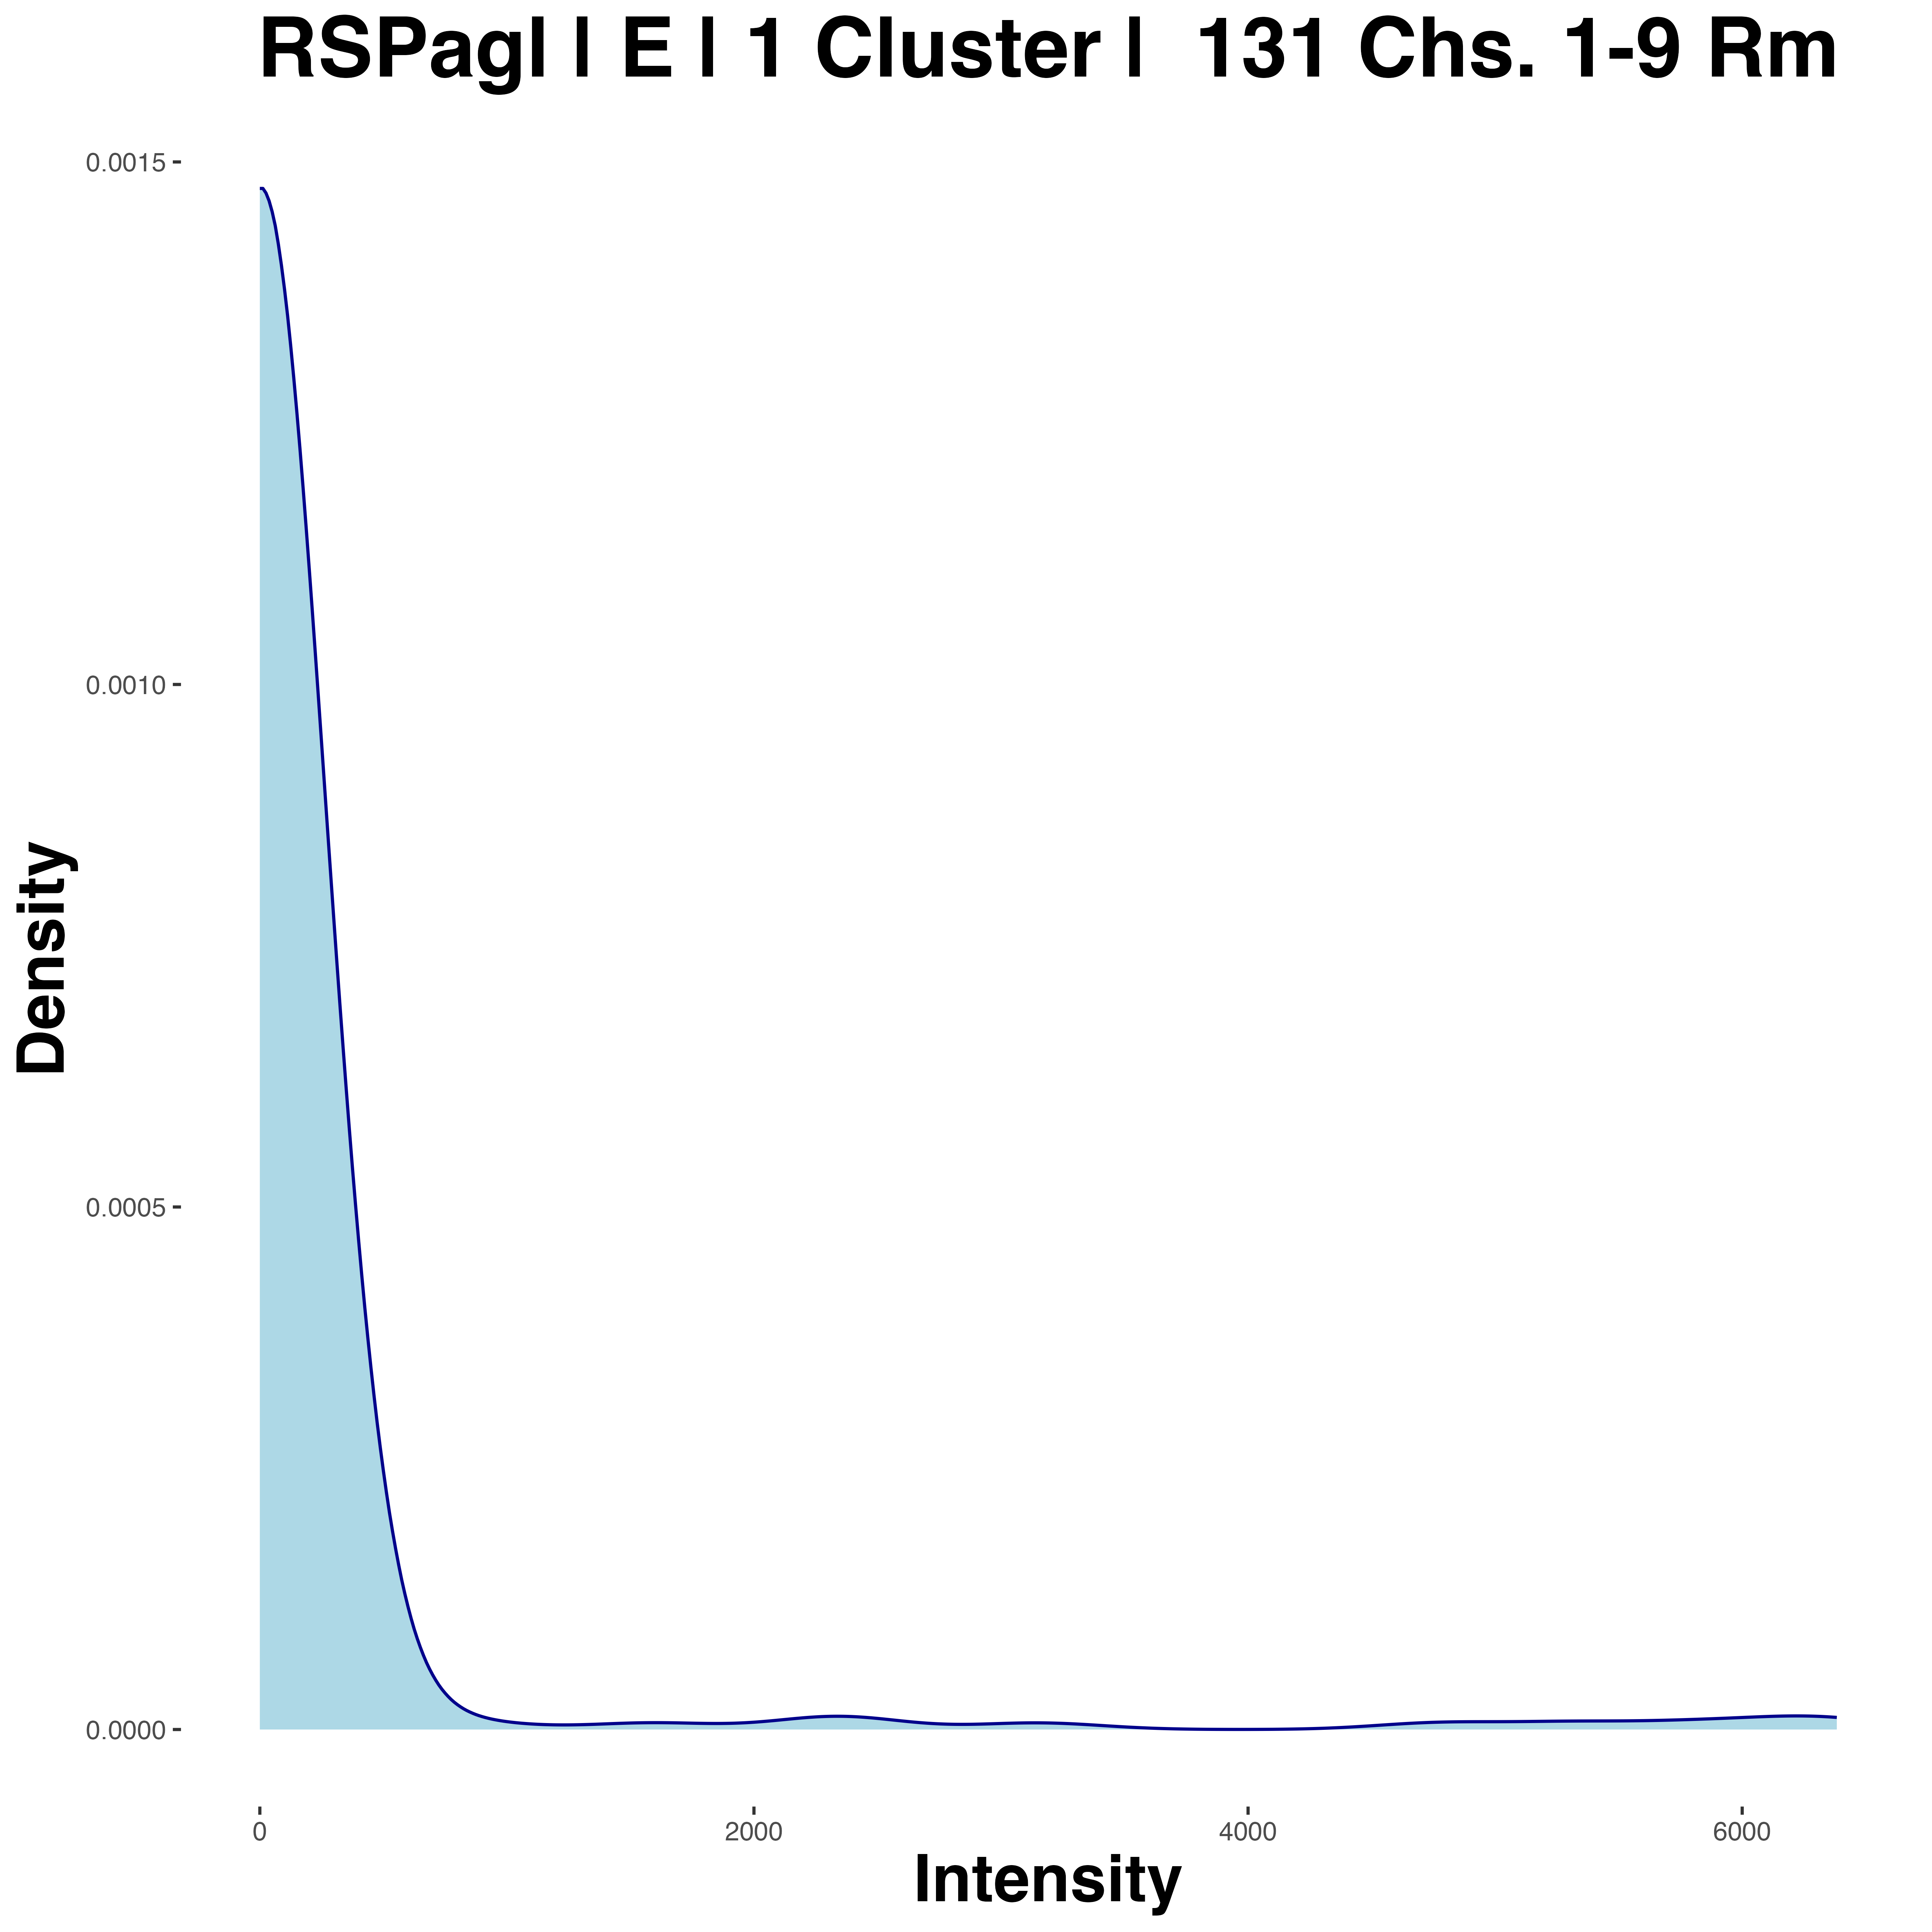 RSPagl | E | 1 Cluster | 131 Chs. 1-9 Rm
0.0015
0.0010
0.0005
0.0000
Density
0 2000 4000 6000
Intensity